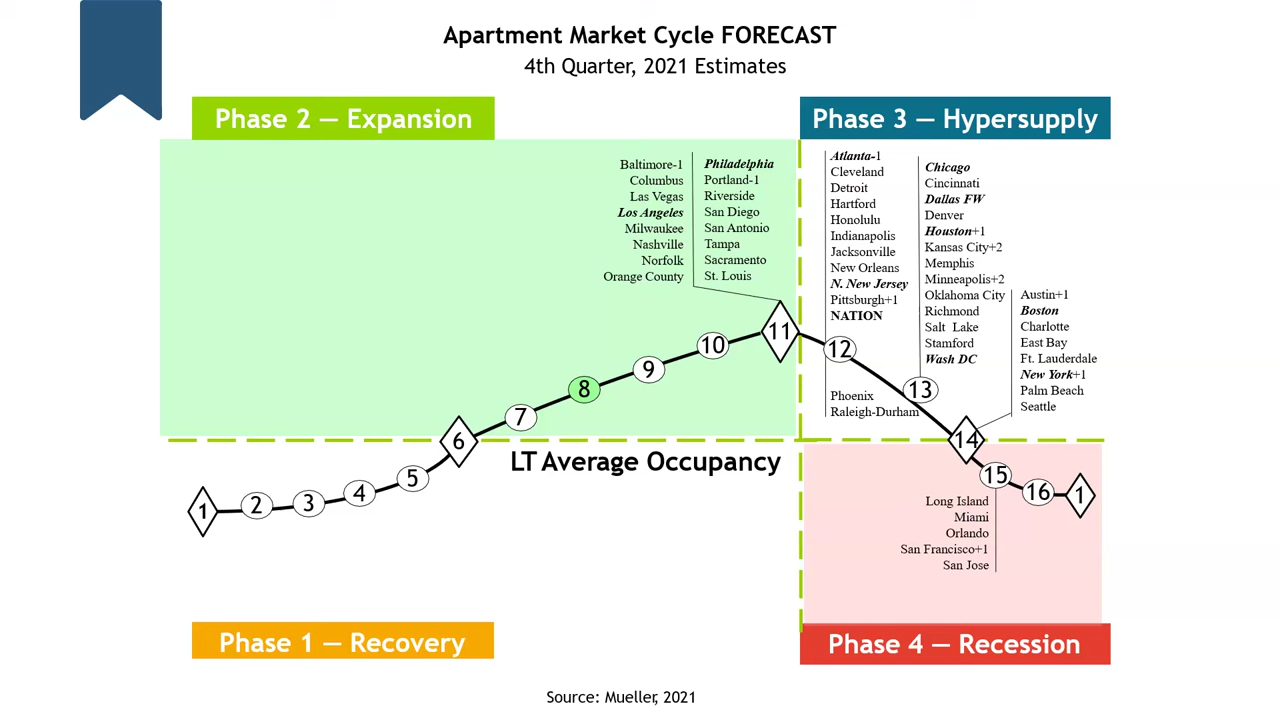 Apartment Market Cycle FORECAST
4th Quarter, 2021 Estimates
Phase 2 — Expansion
Phase 3 — Hypersupply
Baltimore-1
Columbus
Las Vegas
Los Angeles
Milwaukee
Nashville
Norfolk
Orange County
Philadelphia
Portland-1
Riverside
San Diego
San Antonio
Tampa
Sacramento
St. Louis
Atlanta-1
Cleveland
Detroit
Hartford
Honolulu
Indianapolis
Jacksonville
New Orleans
N. New Jersey
Pittsburgh+1
NATION
Phoenix
Raleigh-Durham
Chicago
Cincinnati
Dallas FW
Denver
Houston+1
Kansas City+2
Memphis
Minneapolis+2
Oklahoma City
Richmond
Salt Lake
Stamford
Wash DC
Austin+1
Boston
Charlotte
East Bay
Ft. Lauderdale
New York+1
Palm Beach
Seattle
1
2
3
4
5
6
7
8
9
10
11
12
13
14
15
16
1
LT Average Occupancy
Long Island
Miami
Orlando
San Francisco+1
San Jose
Phase 1 — Recovery
Phase 4 — Recession
Source: Mueller, 2021